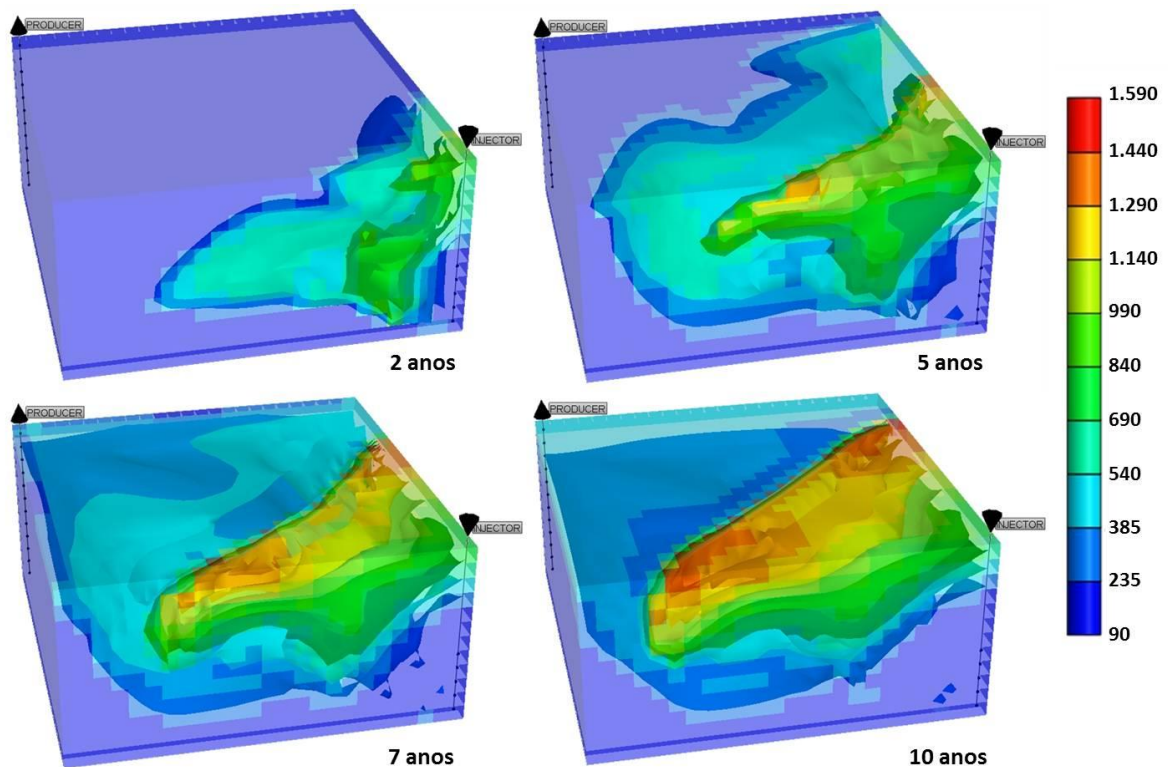 PRODUCER
INJECTOR
2 anos
PRODUCER
INJECTOR
5 anos
1.590
1.440
1.290
1.140
990
840
690
540
385
235
90
PRODUCER
INJECTOR
7 anos
PRODUCER
INJECTOR
10 anos